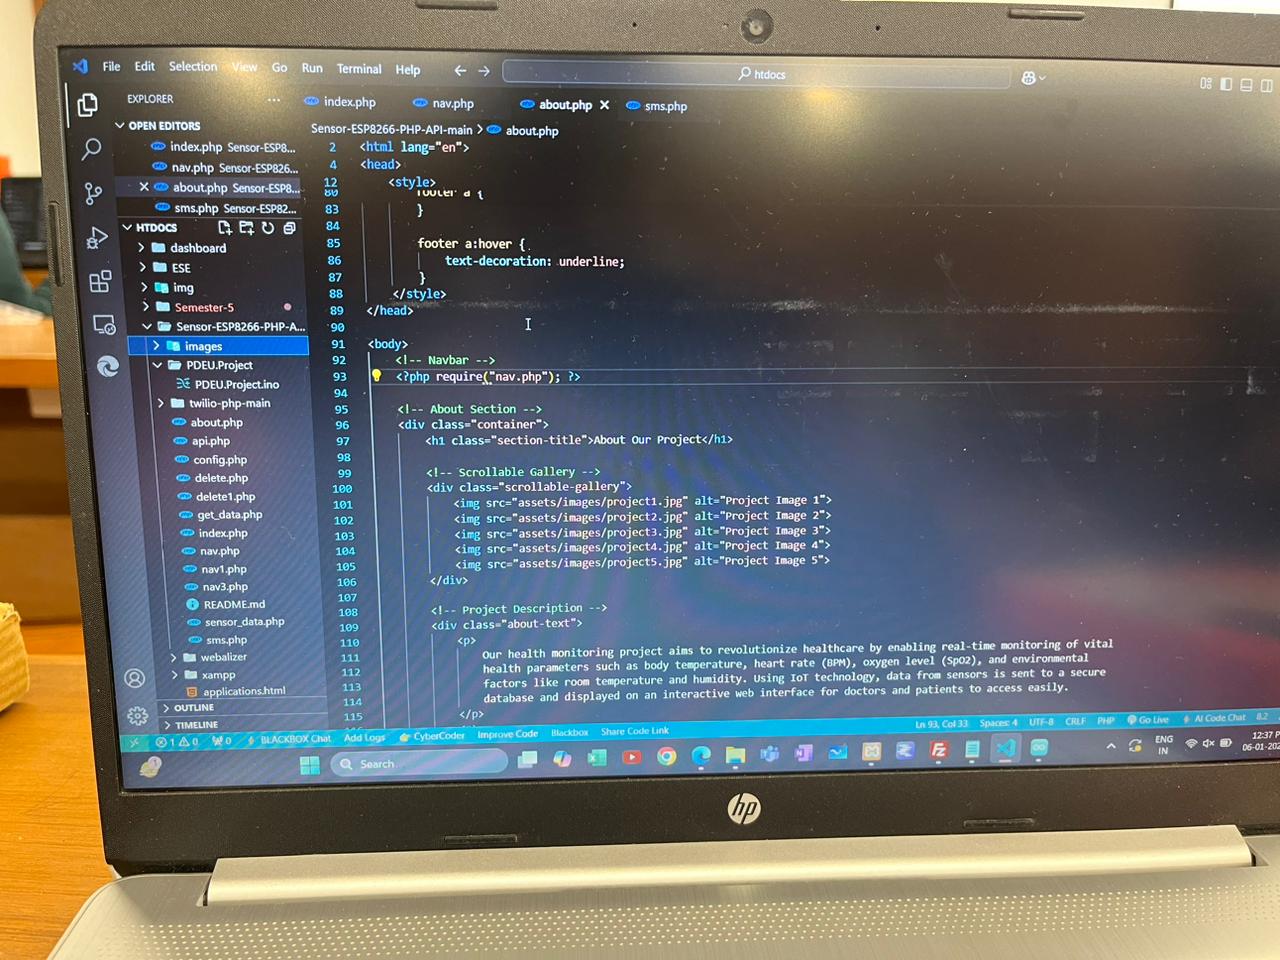 File Edit Selection View Go Run Terminal Help
htdocs
EXPLORER
OPEN EDITORS
index.php Sensor-ESP8...
nav.php Sensor-ESP826...
about.php Sensor-ESP8...
sms.php Sensor-ESP82...
HTDOCS
dashboard
ESE
img
Semester-5
Sensor-ESP8266-PHP-A...
images
PDEU.Project
PDEU.Project.ino
twilio-php-main
about.php
api.php
config.php
delete.php
delete1.php
get_data.php
index.php
nav.php
nav1.php
nav3.php
README.md
sensor_data.php
sms.php
webalizer
xampp
applications.html
OUTLINE
TIMELINE
index.php nav.php about.php sms.php
Sensor-ESP8266-PHP-API-main > about.php
2 <html lang="en">
4 <head>
12 <style>
80 footer a {
83 }
84
85 footer a:hover {
86 text-decoration: underline;
87 }
88 </style>
89 </head>
90
91 <body>
92 <!-- Navbar -->
93 <?php require("nav.php"); ?>
94
95 <!-- About Section -->
96 <div class="container">
97 <h1 class="section-title">About Our Project</h1>
98
99 <!-- Scrollable Gallery -->
100 <div class="scrollable-gallery">
101 <img src="assets/images/project1.jpg" alt="Project Image 1">
102 <img src="assets/images/project2.jpg" alt="Project Image 2">
103 <img src="assets/images/project3.jpg" alt="Project Image 3">
104 <img src="assets/images/project4.jpg" alt="Project Image 4">
105 <img src="assets/images/project5.jpg" alt="Project Image 5">
106 </div>
107
108 <!-- Project Description -->
109 <div class="about-text">
110 <p>
111 Our health monitoring project aims to revolutionize healthcare by enabling real-time monitoring of vital
112 health parameters such as body temperature, heart rate (BPM), oxygen level (SpO2), and environmental
113 factors like room temperature and humidity. Using IoT technology, data from sensors is sent to a secure
114 database and displayed on an interactive web interface for doctors and patients to access easily.
115 </p>
1 0 0 BLACKBOX Chat Add Logs CyberCoder Improve Code Blackbox Share Code Link Ln 93, Col 33 Spaces: 4 UTF-8 CRLF PHP Go Live AI Code Chat 8.2
Search
ENG
IN
12:37 P
06-01-202
hp